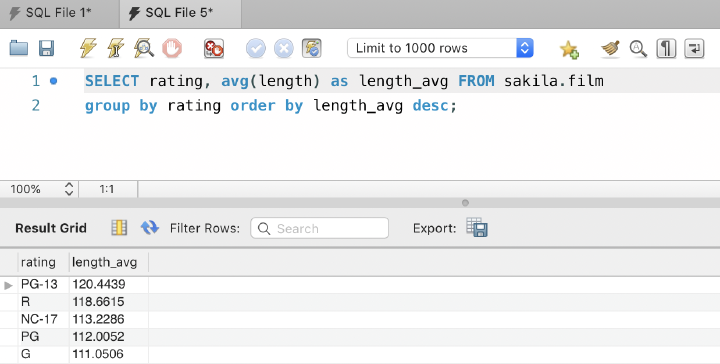 SQL File 1* SQL File 5*
Limit to 1000 rows
1 SELECT rating, avg(length) as length_avg FROM sakila.film
2 group by rating order by length_avg desc;
100% 1:1
Result Grid Filter Rows: Search Export:
rating length_avg
PG-13 120.4439
R 118.6615
NC-17 113.2286
PG 112.0052
G 111.0506